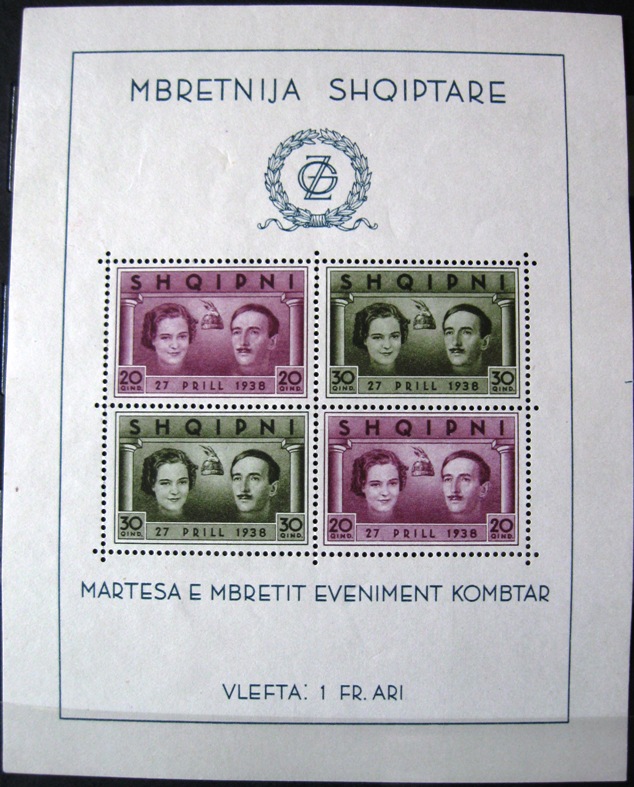 MBRETNIJA SHQIPTARE
ZG
SHQIPNI
20 QIND. 27 PRILL 1938 20 QIND.
SHQIPNI
30 QIND. 27 PRILL 1938 30 QIND.
SHQIPNI
30 QIND. 27 PRILL 1938 30 QIND.
SHQIPNI
20 QIND. 27 PRILL 1938 20 QIND.
MARTESA E MBRETIT EVENIMENT KOMBTAR
VLEFTA: 1 FR. ARI